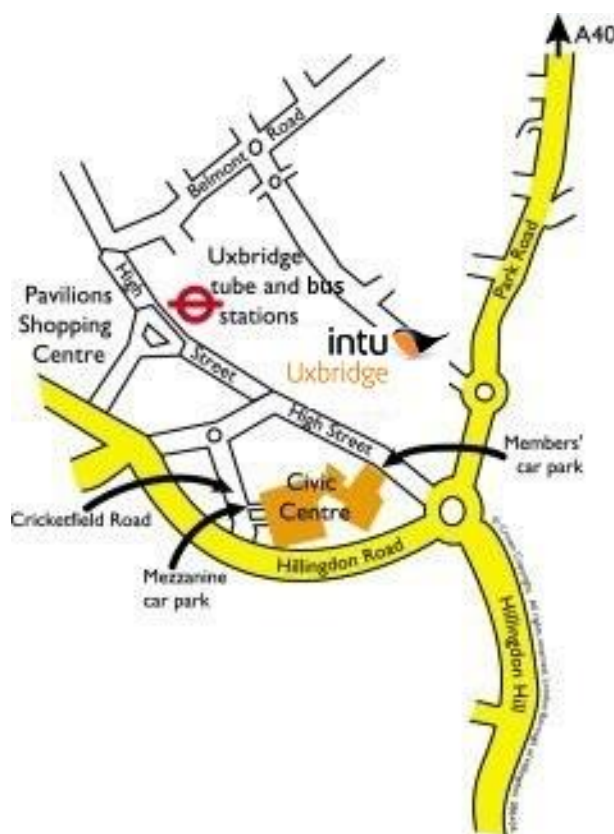 A40
Belmont Road
Park Road
High
Street
Uxbridge
tube and bus
stations
Pavilions
Shopping
Centre
intu
Uxbridge
High Street
Members'
car park
Civic
Centre
Cricketfield Road
Mezzanine
car park
Hillingdon Road
Hillingdon Hill